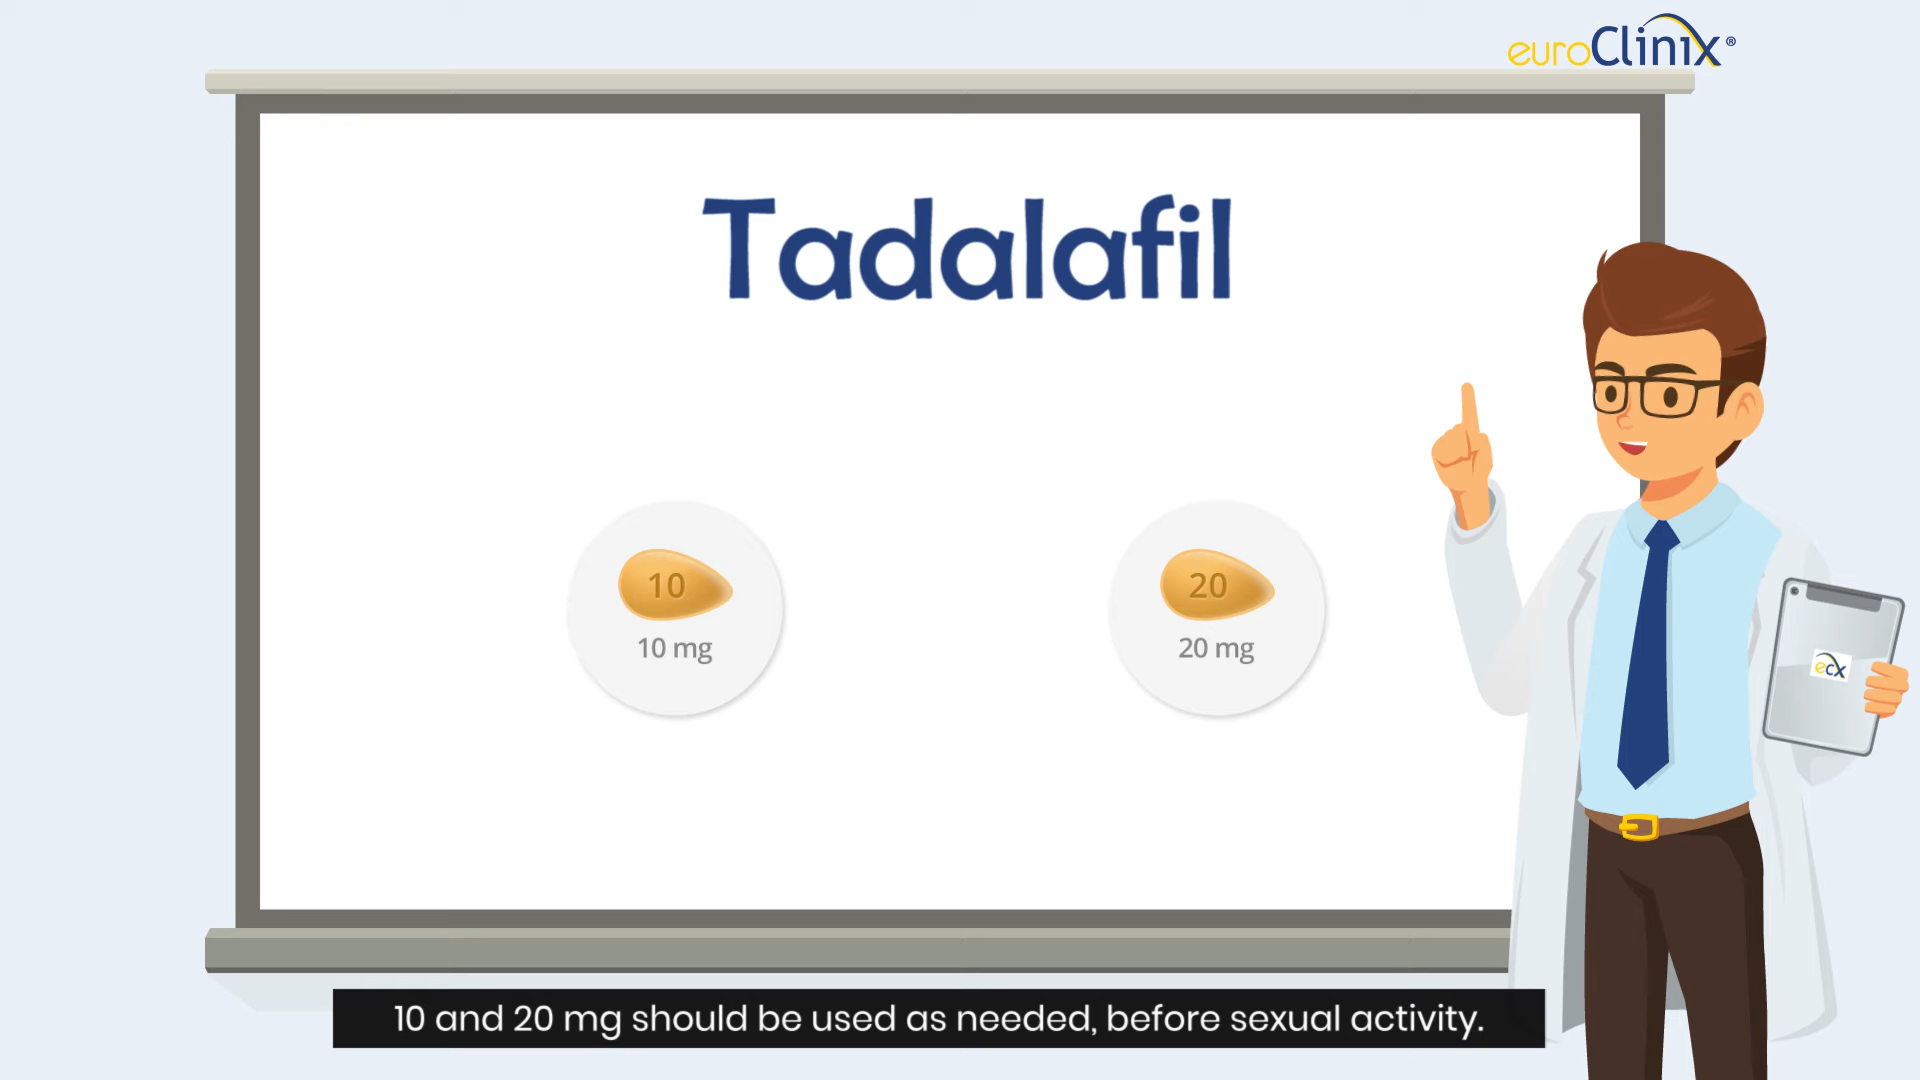 euroClinix®
Tadalafil
10
10 mg
20
20 mg
ecx
10 and 20 mg should be used as needed, before sexual activity.